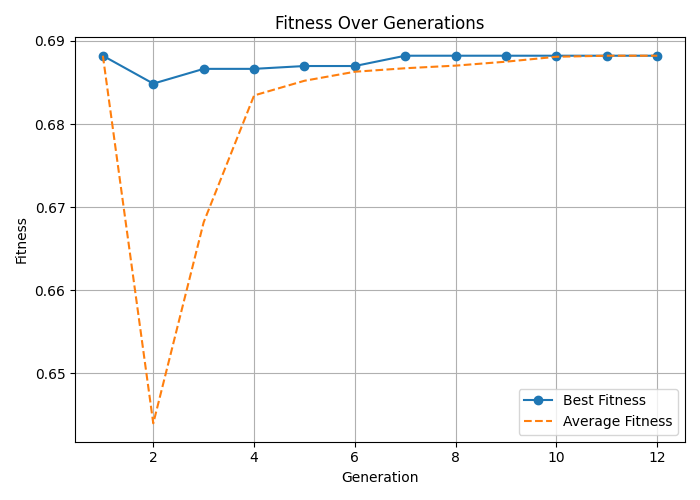 Fitness Over Generations
0.69
0.68
0.67
0.66
0.65
Fitness
2 4 6 8 10 12
Generation
Best Fitness
Average Fitness